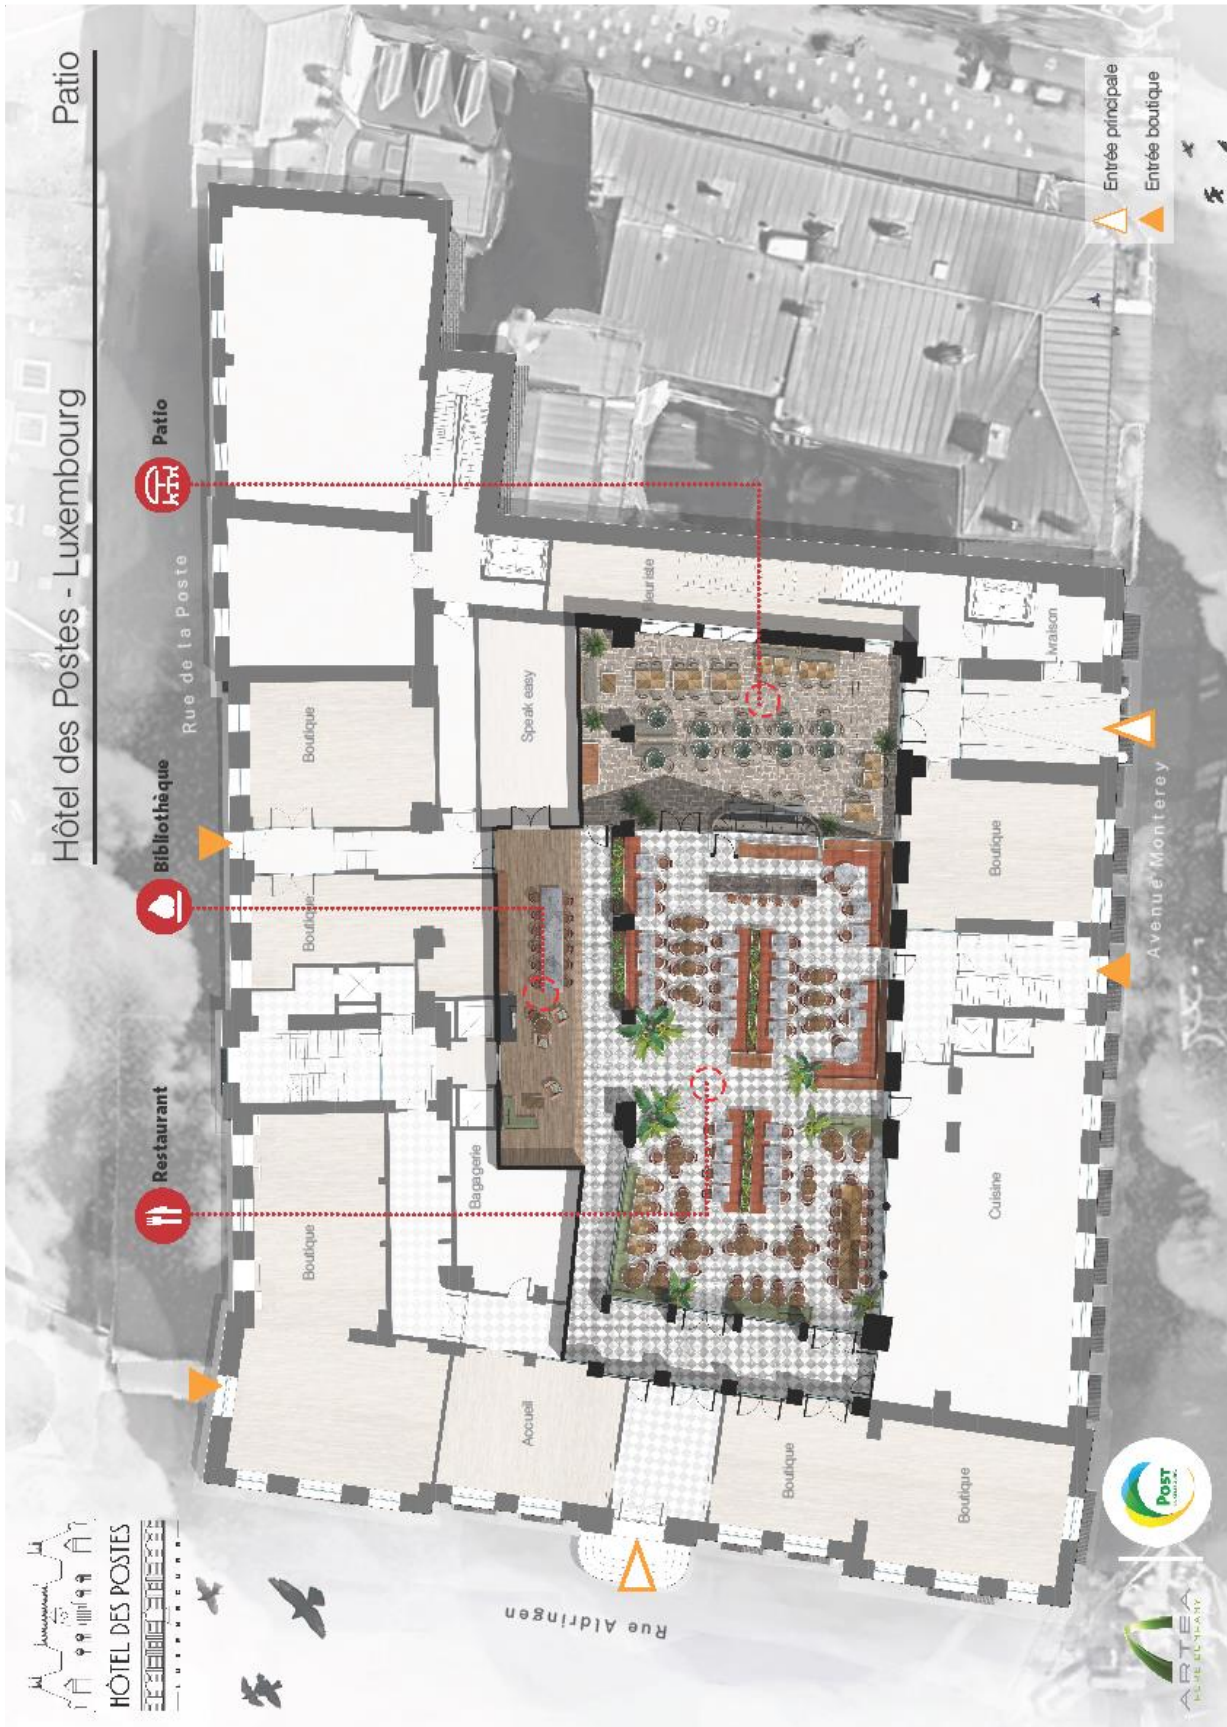 Hôtel des Postes - Luxembourg
Patio
Restaurant
Bibliothèque
Patio
Rue de la Poste
Boutique
Boutique
Boutique
Bagagerie
Speak easy
Fleuriste
Accueil
Boutique
Boutique
Cuisine
Boutique
Livraison
Rue Aldringen
Avenue Monterey
Entrée principale
Entrée boutique
HÔTEL DES POSTES
LUXEMBOURG
POST
ARTEA